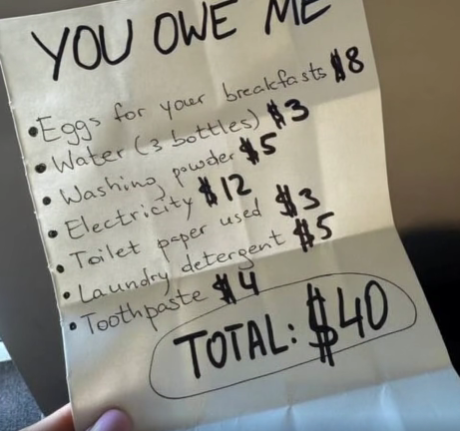 YOU OWE ME
• Eggs for your breakfasts $8
• Water (3 bottles) $3
• Washing powder $5
• Electricity $12
• Toilet paper used $3
• Laundry detergent $5
• Toothpaste $4
TOTAL: $40